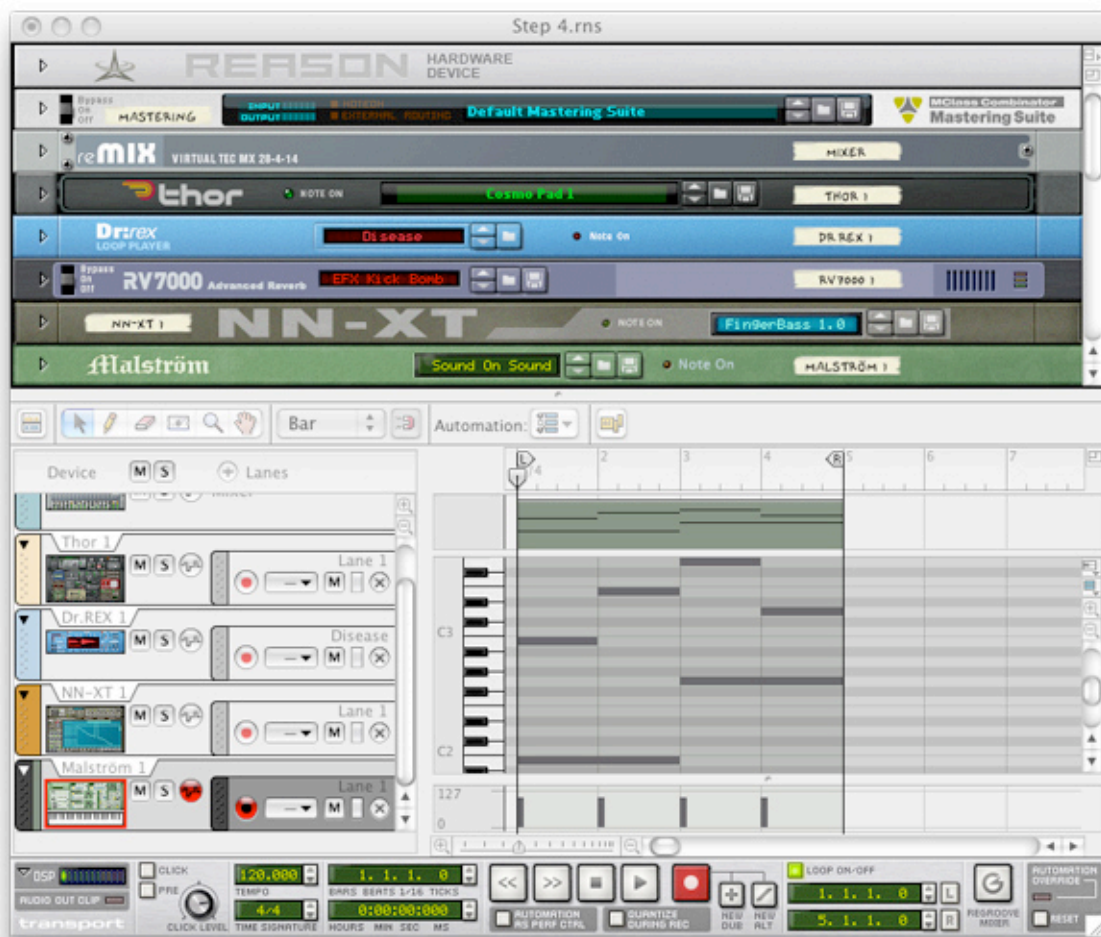 Step 4.rns
REASON HARDWARE DEVICE
Bypass On Off MASTERING INPUT OUTPUT NOTEON EXTERNAL ROUTING Default Mastering Suite MClass Combinator Mastering Suite
reMIX VIRTUAL TEC MX 28-4-14 MIXER
thor NOTE ON Cosmo Pad 1 THOR 1
Dr:rex LOOP PLAYER Disease Note On DR.REX 1
Bypass On Off RV7000 Advanced Reverb EFX Kick Bomb RV7000 1
NN-XT 1 NN-XT NOTE ON FingerBass 1.0
Malström Sound On Sound Note On MALSTRÖM 1
Bar Automation:
Device M S Lanes L /4 2 3 4 R 5 6 7
Mixer
Thor 1
M S Lane 1
M
Dr.REX 1
M S Disease
M
C3
NN-XT 1
M S Lane 1
M
C2
Malström 1
M S Lane 1
M
127
0
DSP CLICK 120.000 1. 1. 1. 0 LOOP ON/OFF AUTOMATION OVERRIDE
PRE TEMPO BARS BEATS 1/16 TICKS 1. 1. 1. 0 L
AUDIO OUT CLIP 4/4 0:00:00:000 AUTOMATION AS PERF CTRL QUANTIZE DURING REC NEW DUB NEW ALT 5. 1. 1. 0 R REGROOVE MIXER RESET
transport CLICK LEVEL TIME SIGNATURE HOURS MIN SEC MS